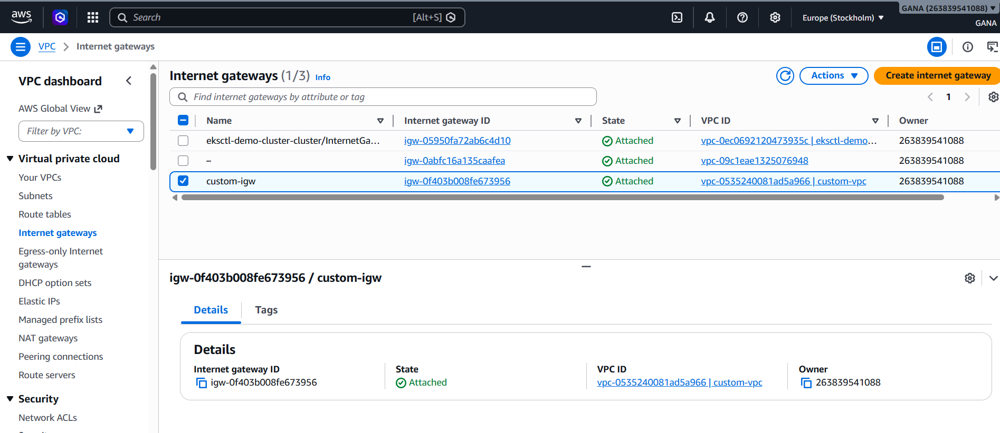 aws
Search [Alt+S]
Europe (Stockholm)
GANA (263839541088)
GANA
VPC
Internet gateways
VPC dashboard
AWS Global View
Filter by VPC:
Virtual private cloud
Your VPCs
Subnets
Route tables
Internet gateways
Egress-only Internet
gateways
DHCP option sets
Elastic IPs
Managed prefix lists
NAT gateways
Peering connections
Route servers
Security
Network ACLs
Internet gateways (1/3) Info
Actions
Create internet gateway
Find internet gateways by attribute or tag
1
Name Internet gateway ID State VPC ID Owner
eksctl-demo-cluster-cluster/InternetGa... igw-05950fa72ab6c4d10 Attached vpc-0ec0692120473935c | eksctl-demo... 263839541088
– igw-0abfc16a135caafea Attached vpc-09c1eae1325076948 263839541088
custom-igw igw-0f403b008fe673956 Attached vpc-0535240081ad5a966 | custom-vpc 263839541088
igw-0f403b008fe673956 / custom-igw
Details Tags
Details
Internet gateway ID State VPC ID Owner
igw-0f403b008fe673956 Attached vpc-0535240081ad5a966 | custom-vpc 263839541088